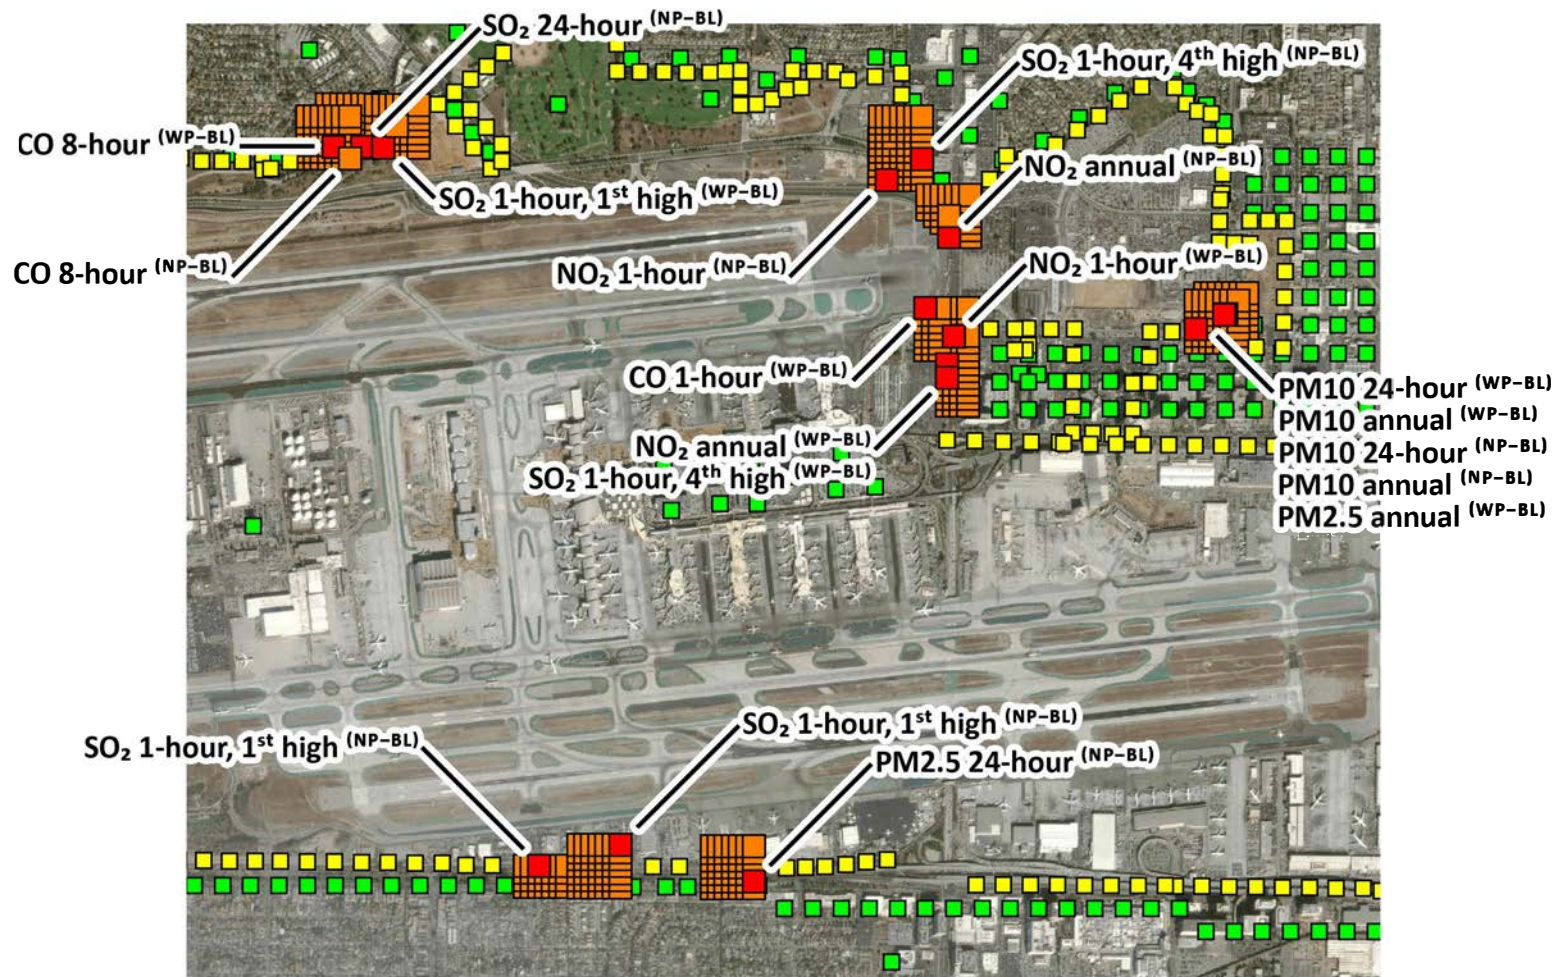 SO₂ 24-hour (NP-BL)
SO₂ 1-hour, 4th high (NP-BL)
CO 8-hour (WP-BL)
NO₂ annual (NP-BL)
SO₂ 1-hour, 1st high (WP-BL)
CO 8-hour (NP-BL)
NO₂ 1-hour (NP-BL)
NO₂ 1-hour (WP-BL)
CO 1-hour (WP-BL)
PM10 24-hour (WP-BL)
PM10 annual (WP-BL)
PM10 24-hour (NP-BL)
PM10 annual (NP-BL)
PM2.5 annual (WP-BL)
NO₂ annual (WP-BL)
SO₂ 1-hour, 4th high (WP-BL)
SO₂ 1-hour, 1st high (NP-BL)
SO₂ 1-hour, 1st high (NP-BL)
PM2.5 24-hour (NP-BL)